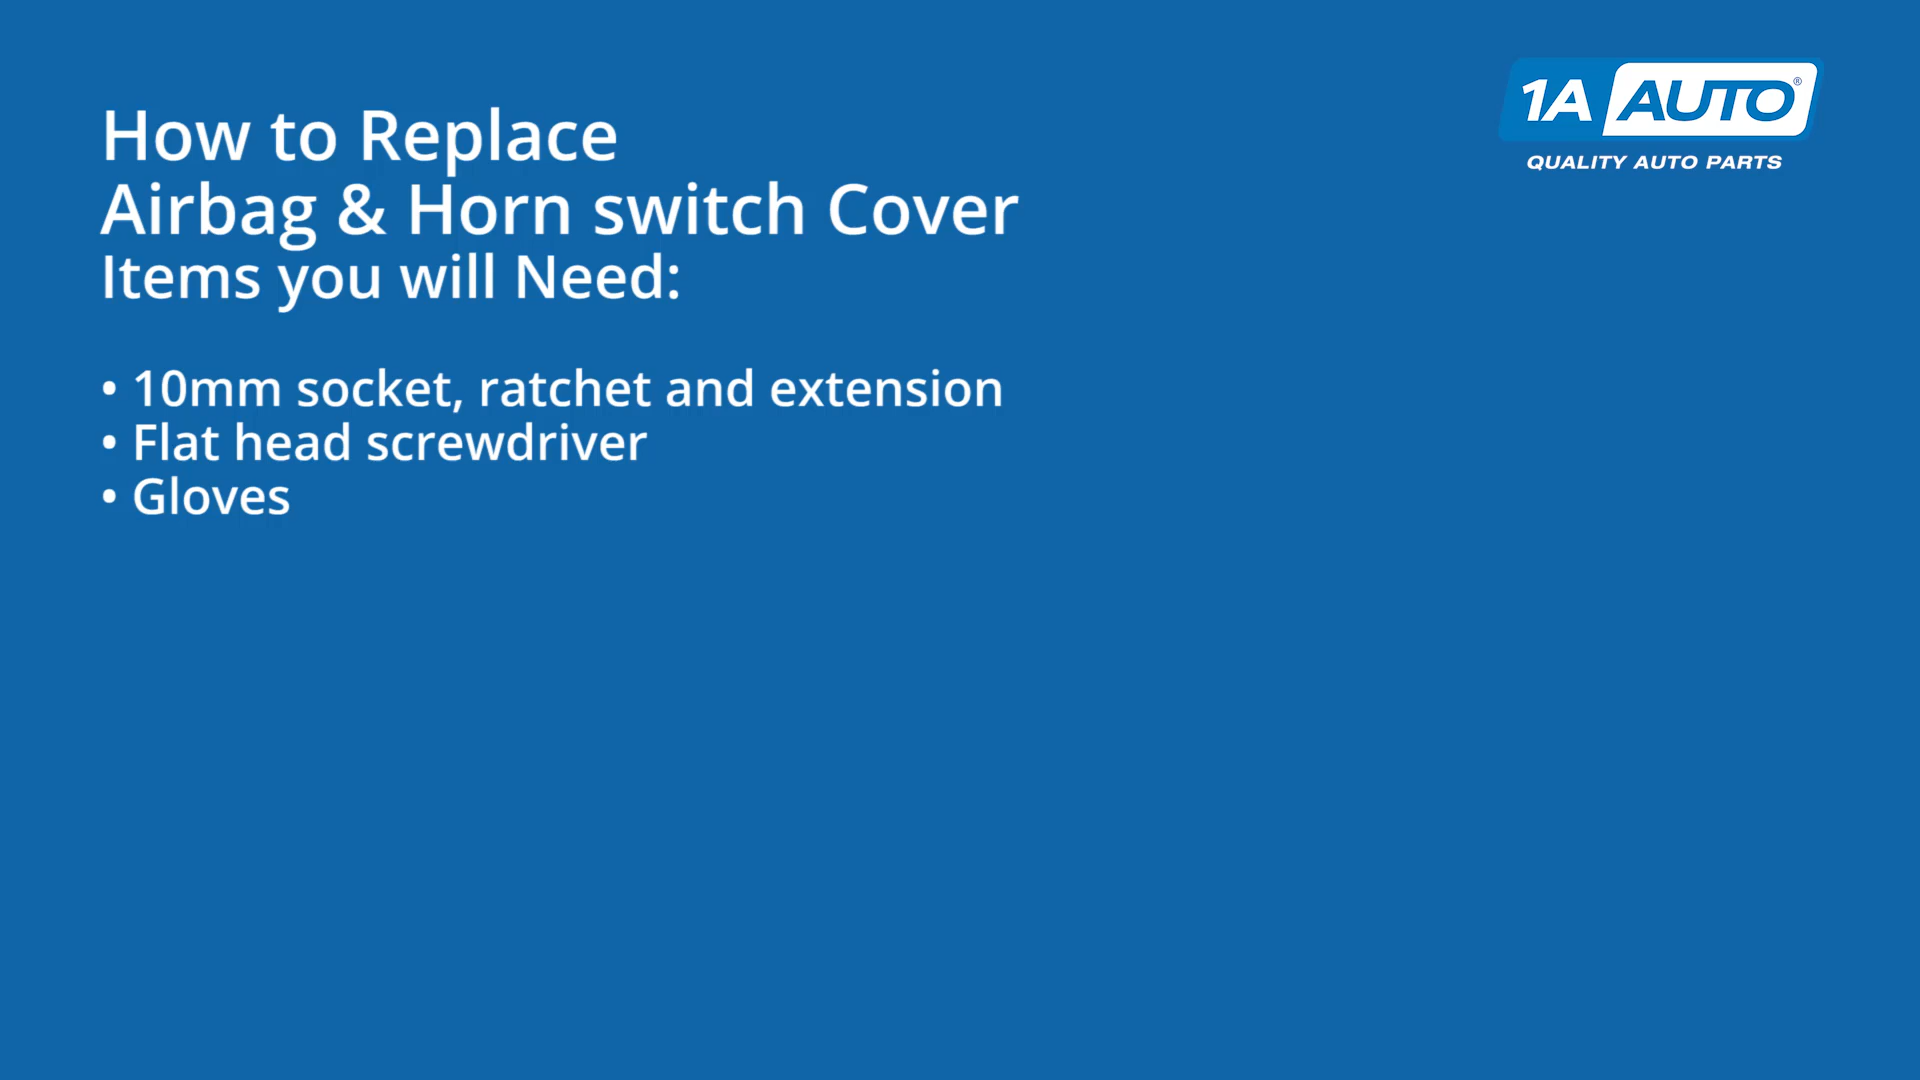 1A AUTO®
QUALITY AUTO PARTS
How to Replace
Airbag & Horn switch Cover
Items you will Need:
• 10mm socket, ratchet and extension
• Flat head screwdriver
• Gloves